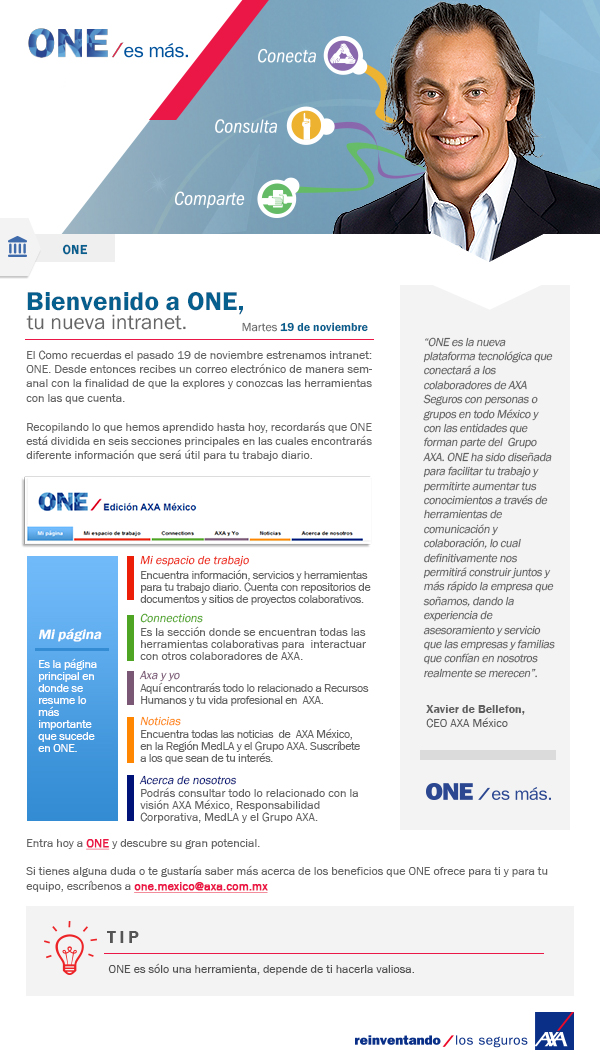 ONE/es más.
Conecta
Consulta
Comparte
ONE
Bienvenido a ONE,
tu nueva intranet.
Martes 19 de noviembre
El Como recuerdas el pasado 19 de noviembre estrenamos intranet:
ONE. Desde entonces recibes un correo electrónico de manera sem-
anal con la finalidad de que la explores y conozcas las herramientas
con las que cuenta.
Recopilando lo que hemos aprendido hasta hoy, recordarás que ONE
está dividida en seis secciones principales en las cuales encontrarás
diferente información que será útil para tu trabajo diario.
ONE/Edición AXA México
Mi página Mi espacio de trabajo Connections AXA y Yo Noticias Acerca de nosotros
Mi página
Es la página
principal en
donde se
resume lo
más
importante
que sucede
en ONE.
Mi espacio de trabajo
Encuentra información, servicios y herramientas
para tu trabajo diario. Cuenta con repositorios de
documentos y sitios de proyectos colaborativos.
Connections
Es la sección donde se encuentran todas las
herramientas colaborativas para interactuar
con otros colaboradores de AXA.
Axa y yo
Aquí encontrarás todo lo relacionado a Recursos
Humanos y tu vida profesional en AXA.
Noticias
Encuentra todas las noticias de AXA México,
en la Región MedLA y el Grupo AXA. Suscríbete
a los que sean de tu interés.
Acerca de nosotros
Podrás consultar todo lo relacionado con la
visión AXA México, Responsabilidad
Corporativa, MedLA y el Grupo AXA.
Entra hoy a ONE y descubre su gran potencial.
Si tienes alguna duda o te gustaría saber más acerca de los beneficios que ONE ofrece para ti y para tu
equipo, escríbenos a one.mexico@axa.com.mx
“ONE es la nueva
plataforma tecnológica que
conectará a los
colaboradores de AXA
Seguros con personas o
grupos en todo México y
con las entidades que
forman parte del Grupo
AXA. ONE ha sido diseñada
para facilitar tu trabajo y
permitirte aumentar tus
conocimientos a través de
herramientas de
comunicación y
colaboración, lo cual
definitivamente nos
permitirá construir juntos y
más rápido la empresa que
soñamos, dando la
experiencia de
asesoramiento y servicio
que las empresas y familias
que confían en nosotros
realmente se merecen”.
Xavier de Bellefon,
CEO AXA México
ONE/es más.
TIP
ONE es sólo una herramienta, depende de ti hacerla valiosa.
reinventando/los seguros
AXA